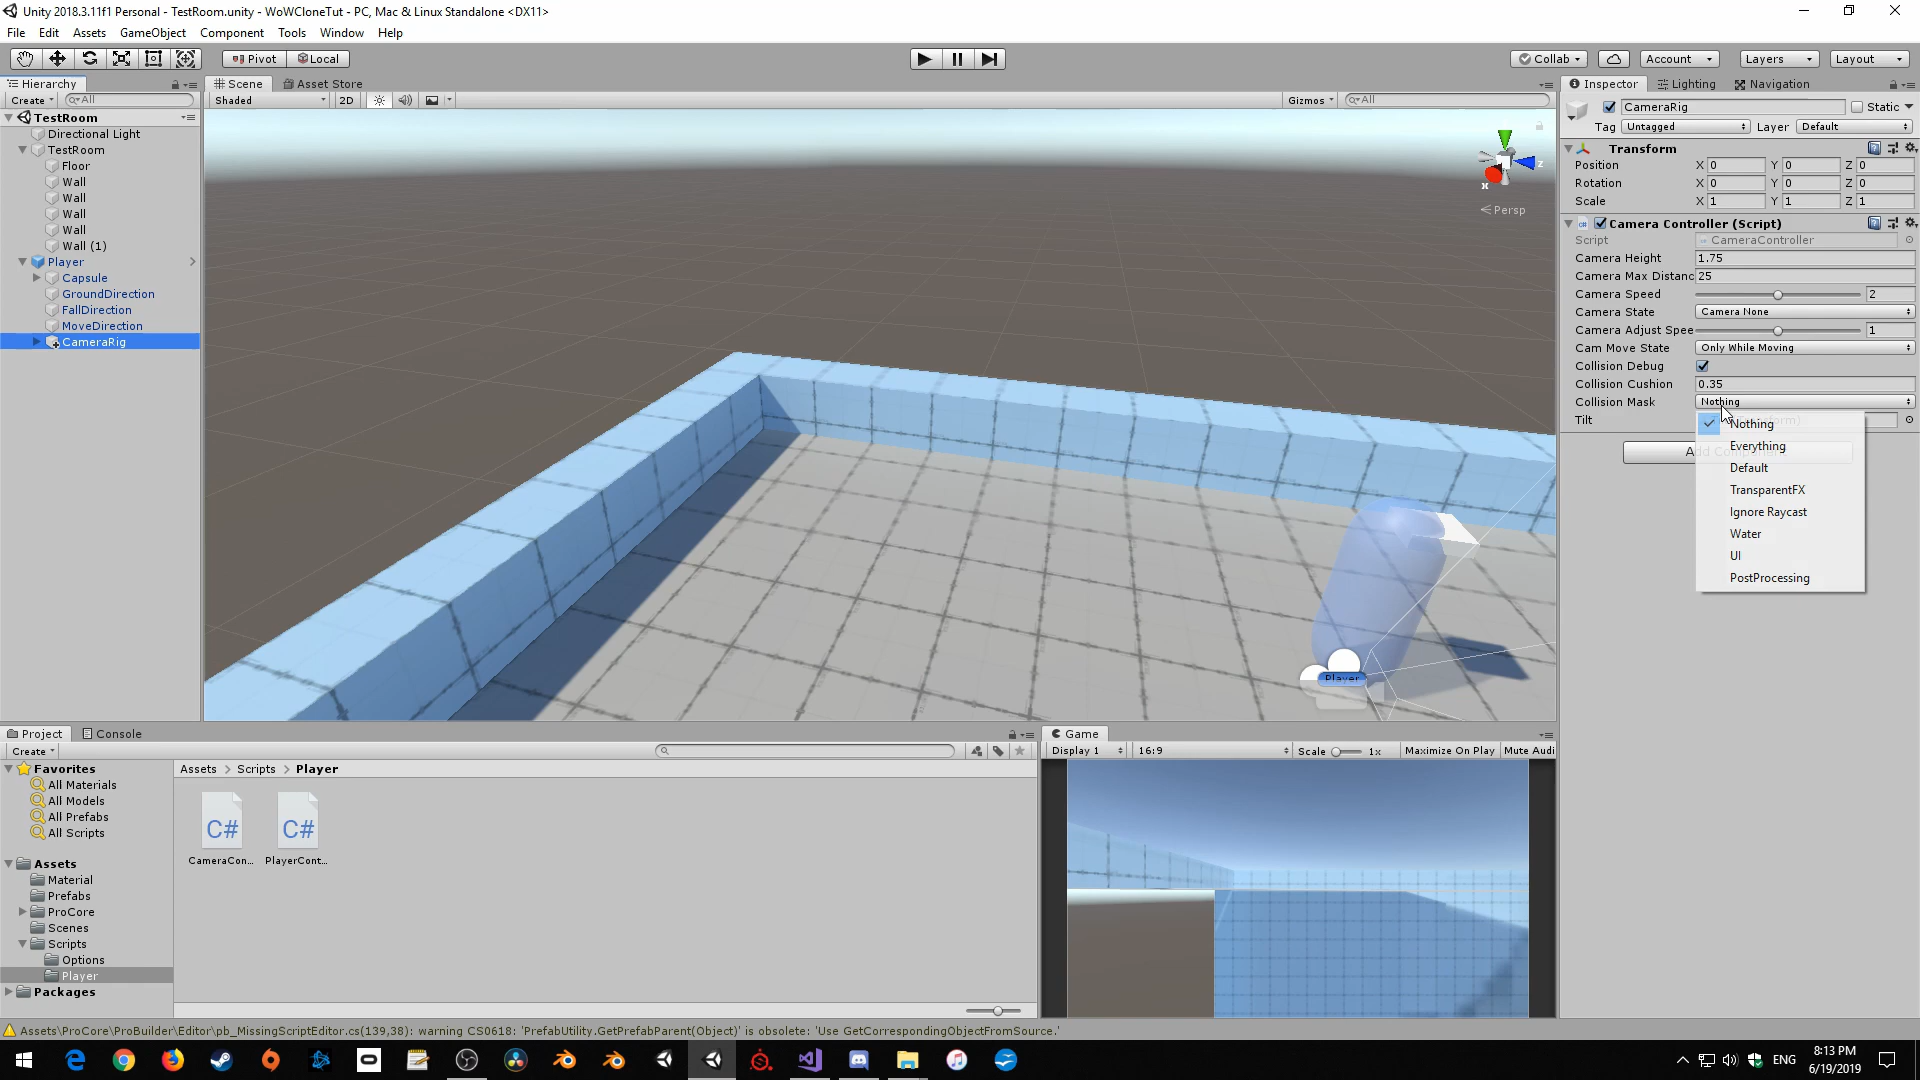 Unity 2018.3.11f1 Personal - TestRoom.unity - WoWCloneTut - PC, Mac & Linux Standalone <DX11>
File Edit Assets GameObject Component Tools Window Help
Pivot Local Collab Account Layers Layout
Hierarchy
Create All
TestRoom
Directional Light
TestRoom
Floor
Wall
Wall
Wall
Wall
Wall (1)
Player
Capsule
GroundDirection
FallDirection
MoveDirection
CameraRig
Scene Asset Store
Shaded 2D Gizmos All
x
z
Persp
Player
Inspector Lighting Navigation
CameraRig Static
Tag Untagged Layer Default
Transform
Position X 0 Y 0 Z 0
Rotation X 0 Y 0 Z 0
Scale X 1 Y 1 Z 1
Camera Controller (Script)
Script CameraController
Camera Height 1.75
Camera Max Distanc 25
Camera Speed 2
Camera State Camera None
Camera Adjust Spee 1
Cam Move State Only While Moving
Collision Debug
Collision Cushion 0.35
Collision Mask Nothing
Tilt
Nothing
Everything
Default
TransparentFX
Ignore Raycast
Water
UI
PostProcessing
Project Console
Create
Favorites
All Materials
All Models
All Prefabs
All Scripts
Assets
Material
Prefabs
ProCore
Scenes
Scripts
Options
Player
Packages
Assets > Scripts > Player
C# C#
CameraCon... PlayerCont...
Game
Display 1 16:9 Scale 1x Maximize On Play Mute Audi
Assets\ProCore\ProBuilder\Editor\pb_MissingScriptEditor.cs(139,38): warning CS0618: 'PrefabUtility.GetPrefabParent(Object)' is obsolete: 'Use GetCorrespondingObjectFromSource.'
ENG
8:13 PM
6/19/2019